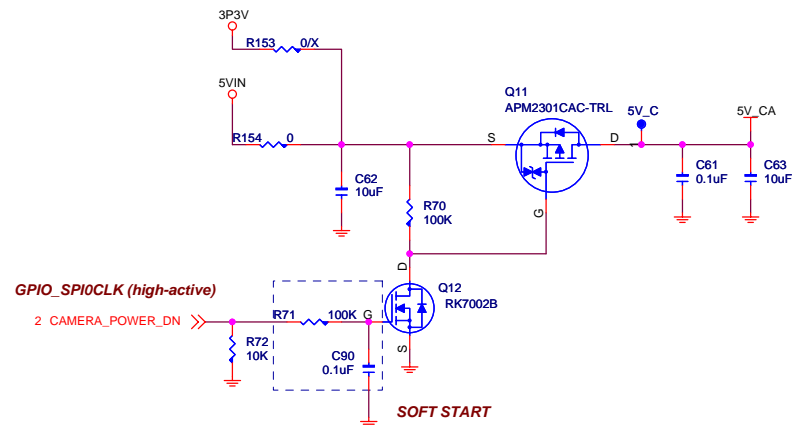 3P3V
R153 0/X
5VIN
R154 0
Q11
APM2301CAC-TRL
5V_C
5V_CA
S
D
1
G
C62
10uF
C61
0.1uF
C63
10uF
R70
100K
D
Q12
RK7002B
GPIO_SPI0CLK (high-active)
2 CAMERA_POWER_DN
R71 100K G
S
R72
10K
C90
0.1uF
SOFT START